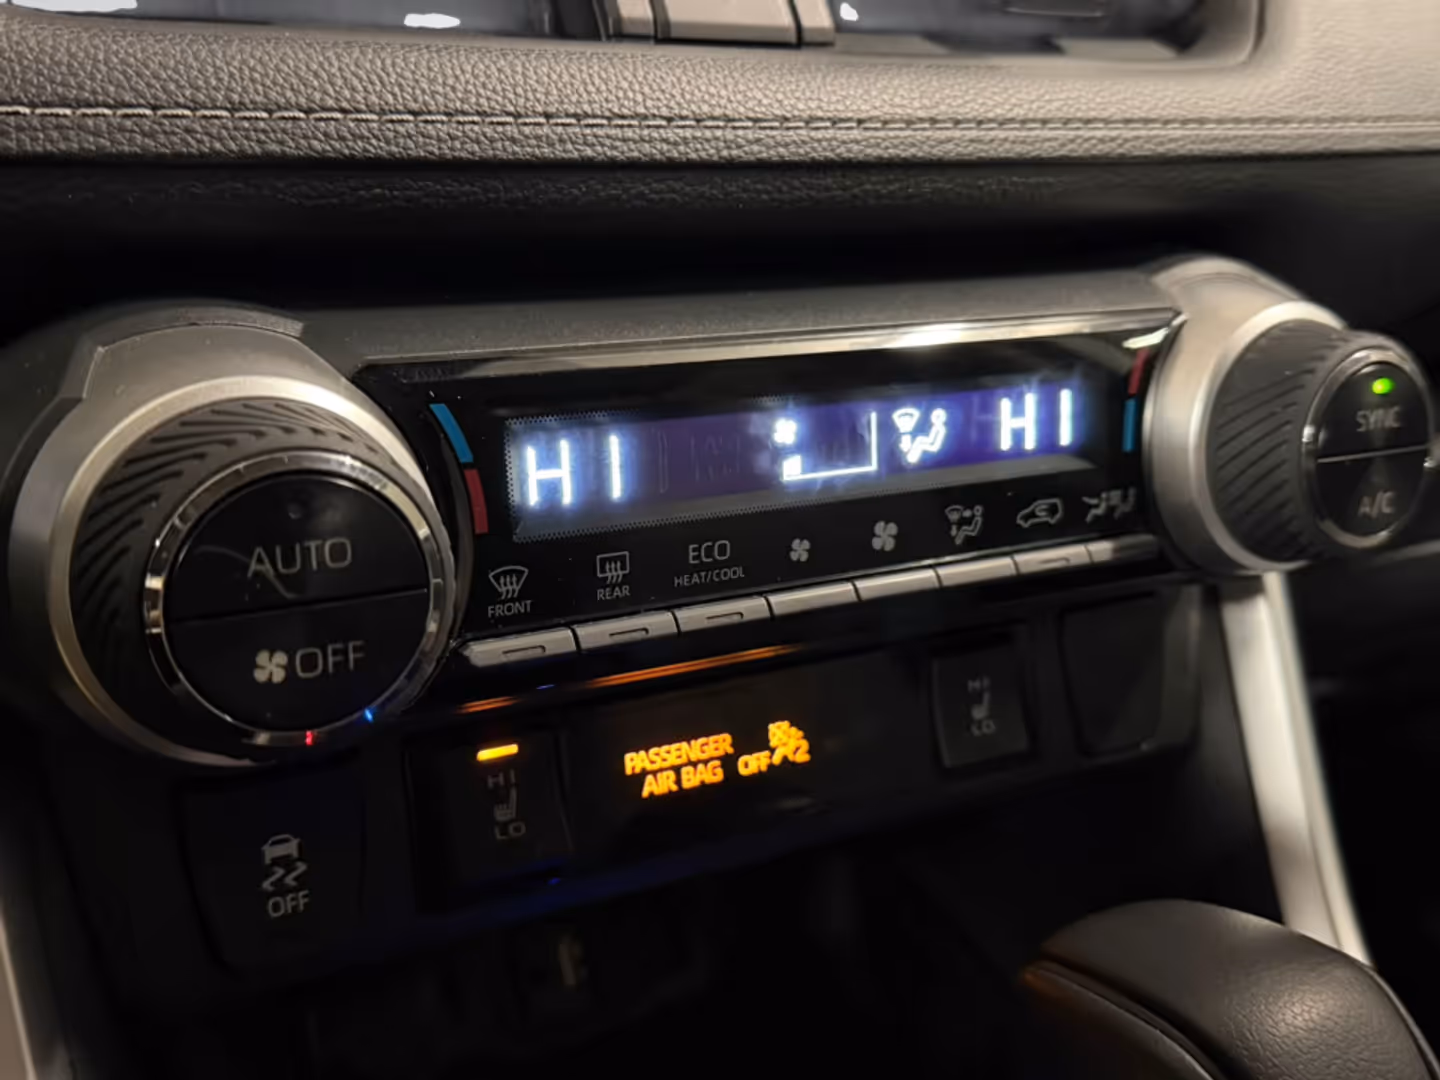 HI HI
SYNC
A/C
AUTO
OFF
FRONT
REAR
ECO
HEAT/COOL
PASSENGER
AIR BAG OFF 2
HI
LO
HI
LO
OFF